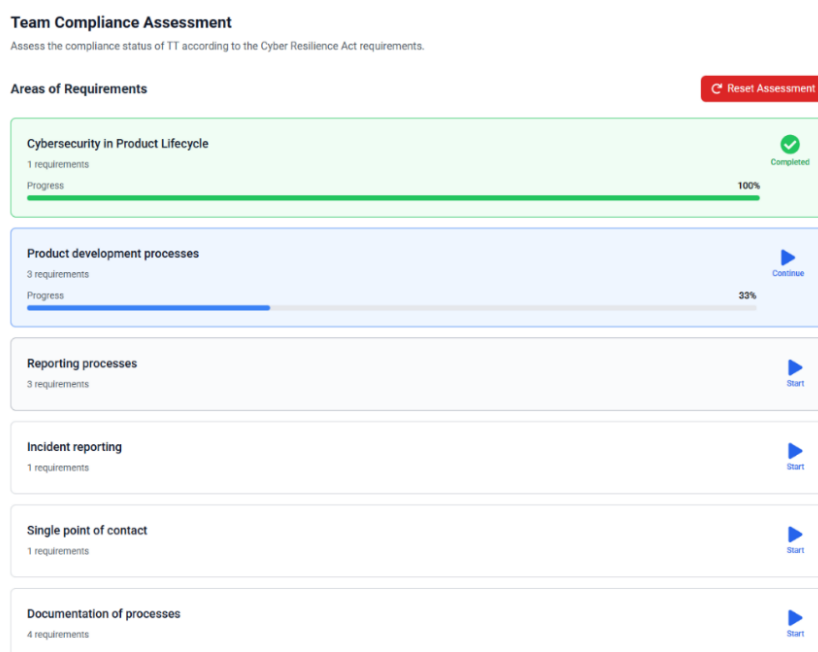 Team Compliance Assessment
Assess the compliance status of TT according to the Cyber Resilience Act requirements.
Areas of Requirements
Reset Assessment
Cybersecurity in Product Lifecycle
1 requirements
Completed
Progress
100%
Product development processes
3 requirements
Continue
Progress
33%
Reporting processes
3 requirements
Start
Incident reporting
1 requirements
Start
Single point of contact
1 requirements
Start
Documentation of processes
4 requirements
Start